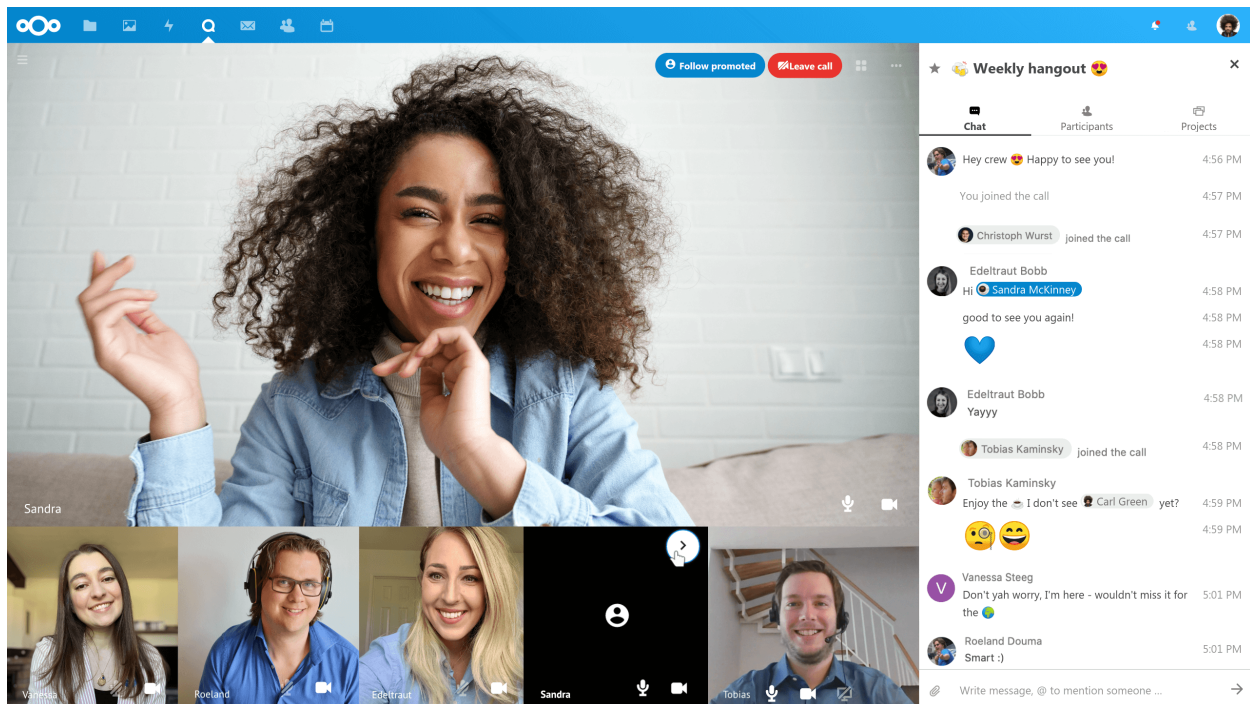 Follow promoted
Leave call
Sandra
Vanessa
Roeland
Edeltraut
Sandra
Tobias
Weekly hangout
Chat
Participants
Projects
Hey crew 😍 Happy to see you!
4:56 PM
You joined the call
4:57 PM
Christoph Wurst joined the call
4:57 PM
Edeltraut Bobb
Hi Sandra McKinney
4:58 PM
good to see you again!
4:58 PM
4:58 PM
Edeltraut Bobb
4:58 PM
Yayyy
Tobias Kaminsky joined the call
4:58 PM
Tobias Kaminsky
Enjoy the ☕ I don't see Carl Green yet?
4:59 PM
4:59 PM
V
Vanessa Steeg
Don't yah worry, I'm here - wouldn't miss it for
5:01 PM
the 🌍
Roeland Douma
5:01 PM
Smart :)
Write message, @ to mention someone ...